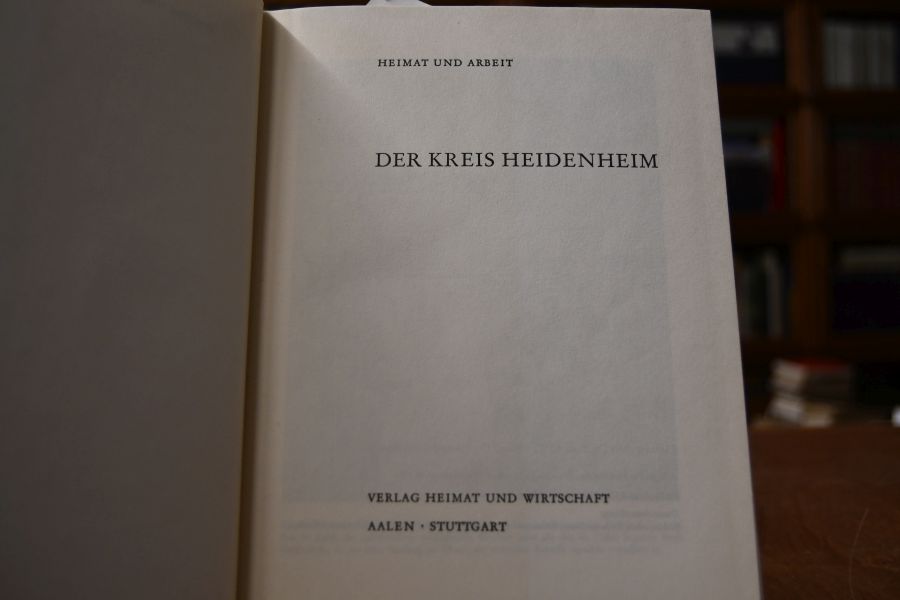 HEIMAT UND ARBEIT
DER KREIS HEIDENHEIM
VERLAG HEIMAT UND WIRTSCHAFT
AALEN · STUTTGART